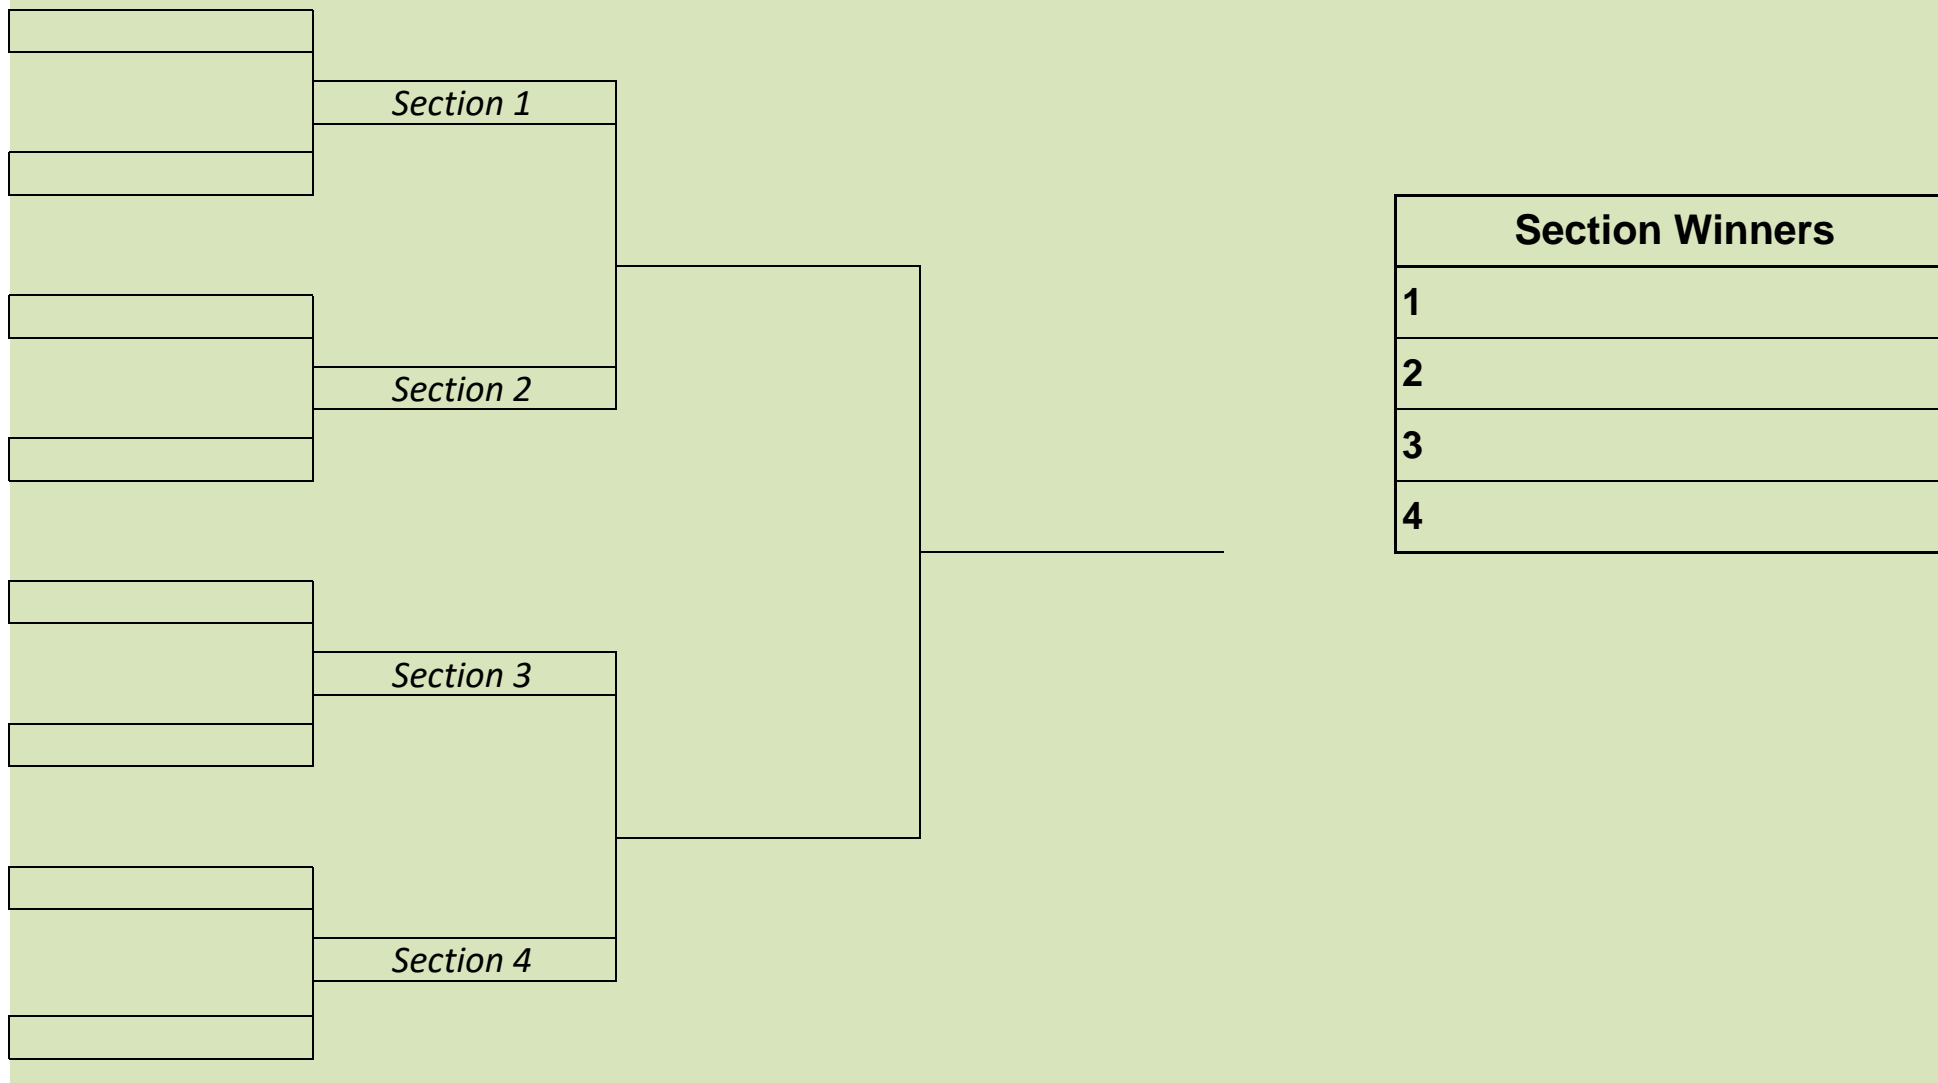 Section 1
Section 2
Section 3
Section 4
Section Winners
1
2
3
4